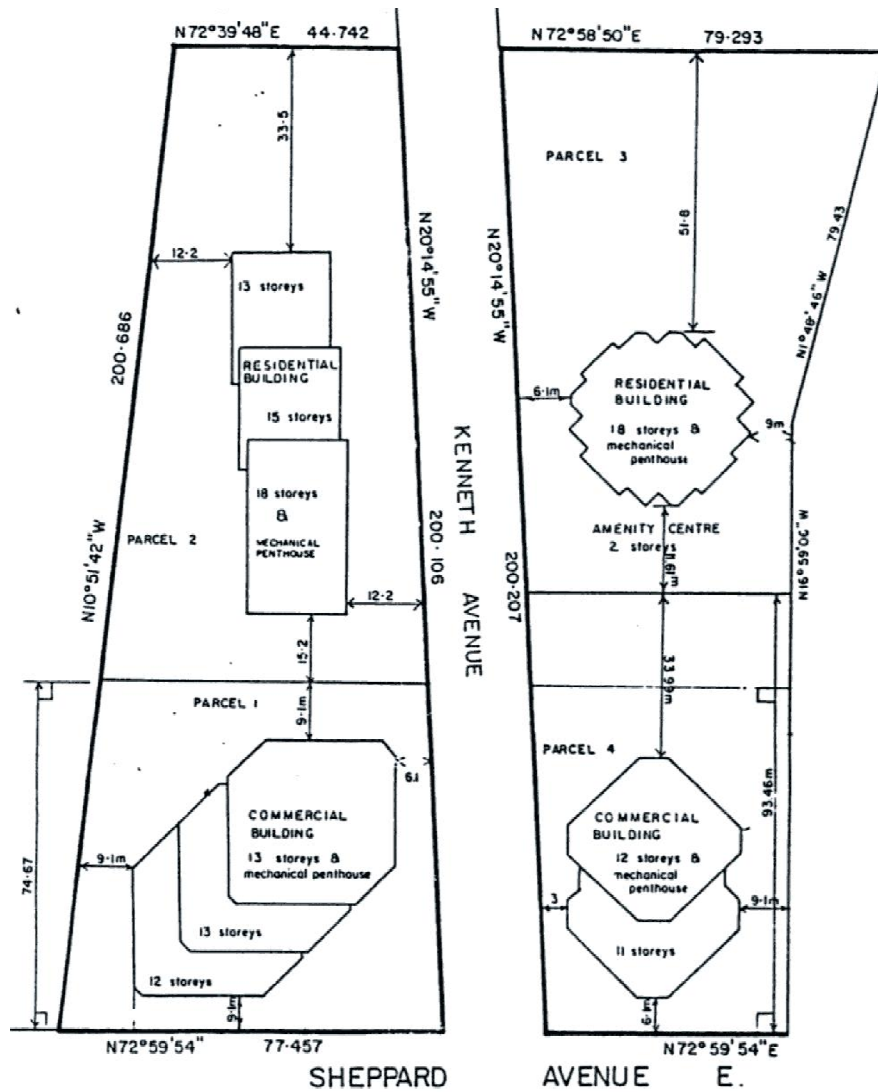 N72°39'48"E 44·742
N72°58'50"E 79·293
33·5
PARCEL 3
51·8
79.43
N1°48'46"W
12·2
13 storeys
N20°14'55"W
N20°14'55"W
200·686
RESIDENTIAL
BUILDING
15 storeys
6·1m
RESIDENTIAL
BUILDING
18 storeys &
mechanical
penthouse
9m
KENNETH AVENUE
18 storeys
&
MECHANICAL
PENTHOUSE
PARCEL 2
N10°51'42"W
200·106
200·207
AMENITY CENTRE
2 storeys
N16°59'06"W
12·2
15·2
33·99m
PARCEL 1
9·1m
PARCEL 4
6.1
93.46m
COMMERCIAL
BUILDING
13 storeys &
mechanical penthouse
COMMERCIAL
BUILDING
12 storeys &
mechanical
penthouse
74·67
9·1m
3
9·1m
13 storeys
11 storeys
12 storeys
9·1m
N72°59'54"
77·457
N72°59'54"E
SHEPPARD AVENUE E.